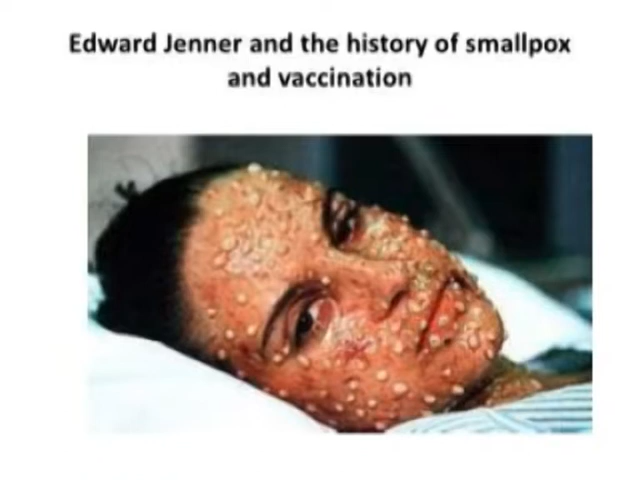 Edward Jenner and the history of smallpox
and vaccination